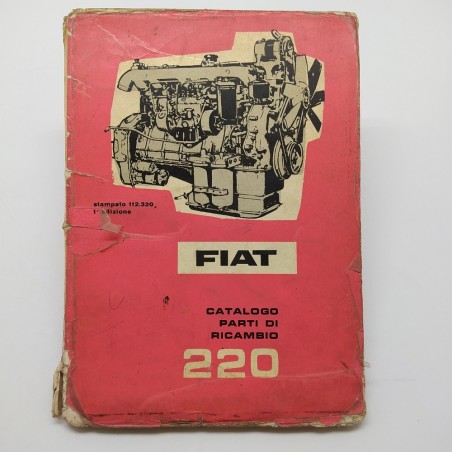 stampato 112.320
1ª edizione
FIAT
CATALOGO
PARTI DI
RICAMBIO
220